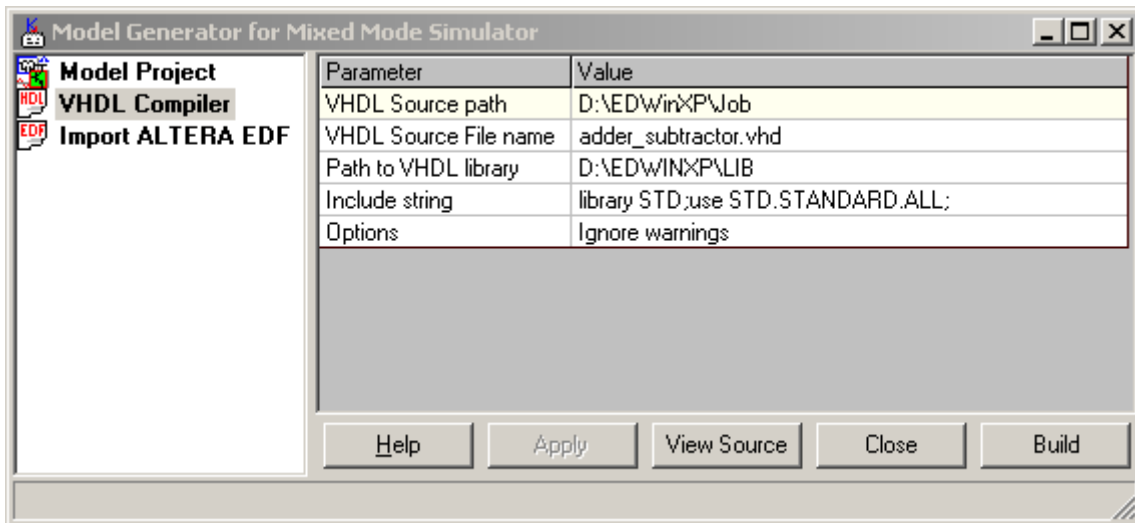 Model Generator for Mixed Mode Simulator
Model Project
HDL VHDL Compiler
EDF Import ALTERA EDF
Parameter Value
VHDL Source path D:\EDWinXP\Job
VHDL Source File name adder_subtractor.vhd
Path to VHDL library D:\EDWINXP\LIB
Include string library STD;use STD.STANDARD.ALL;
Options Ignore warnings
Help Apply View Source Close Build